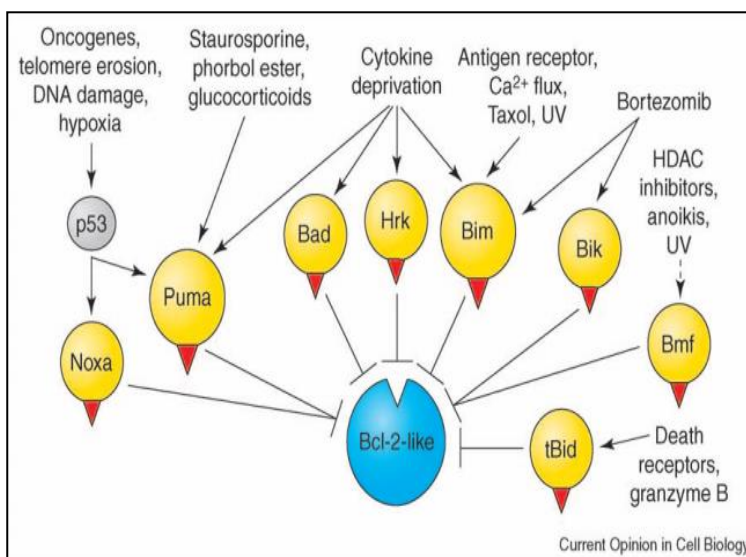 Oncogenes,
telomere erosion,
DNA damage,
hypoxia
Staurosporine,
phorbol ester,
glucocorticoids
Cytokine
deprivation
Antigen receptor,
Ca²⁺ flux,
Taxol, UV
Bortezomib
HDAC
inhibitors,
anoikis,
UV
p53
Puma
Bad
Hrk
Bim
Bik
Noxa
Bmf
Bcl-2-like
tBid
Death
receptors,
granzyme B
Current Opinion in Cell Biology